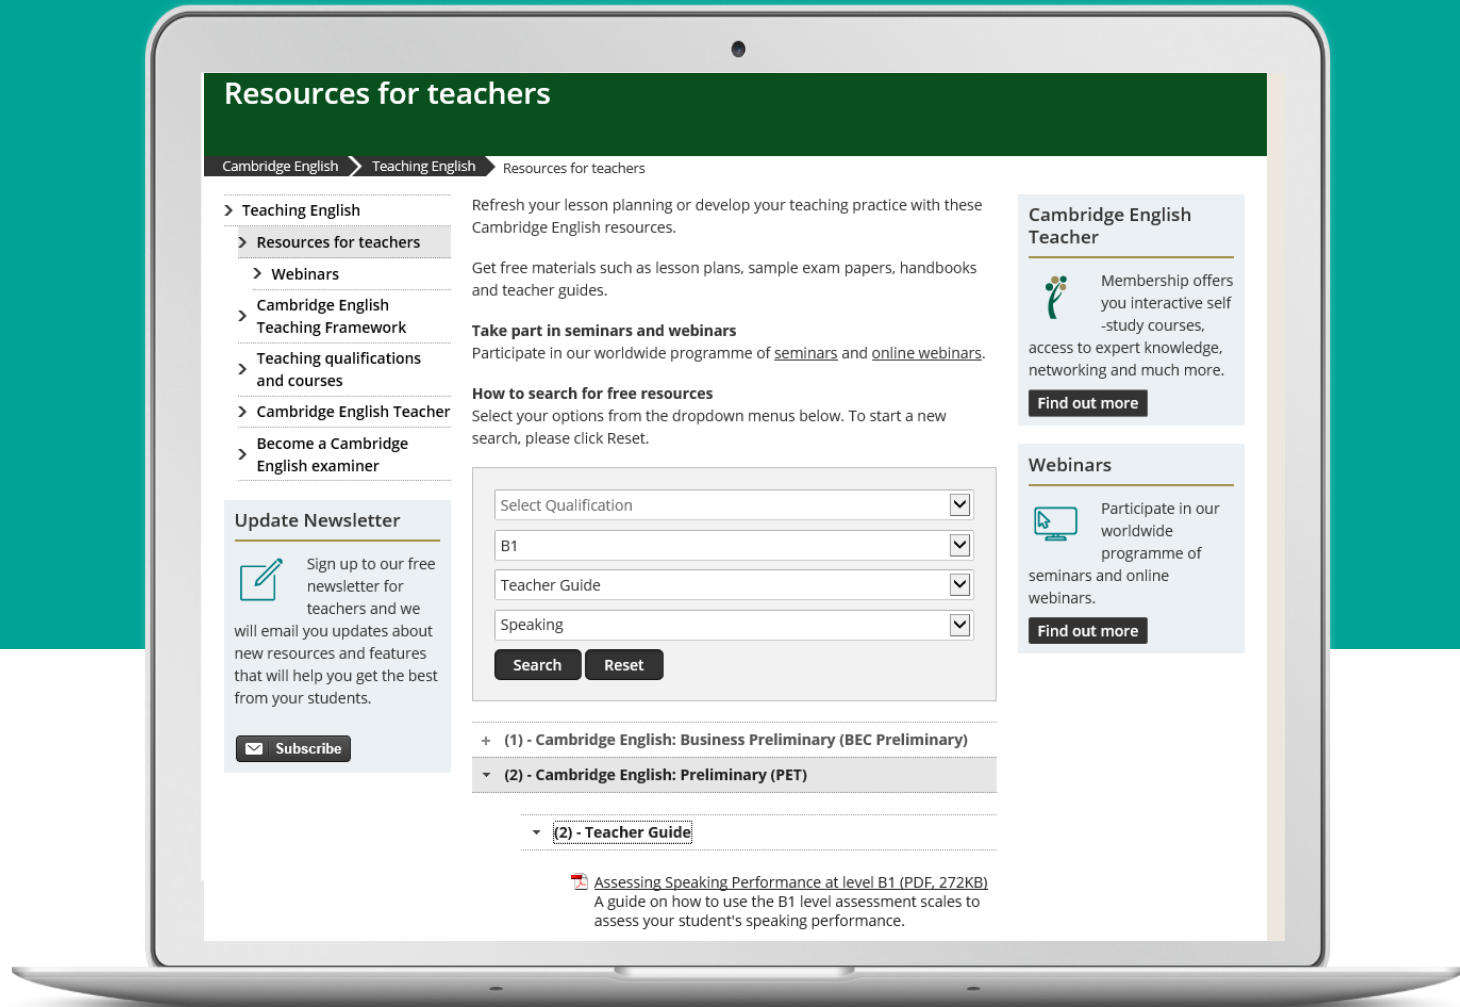 Resources for teachers
Cambridge English
Teaching English
Resources for teachers
Teaching English
Resources for teachers
Webinars
Cambridge English
Teaching Framework
Teaching qualifications
and courses
Cambridge English Teacher
Become a Cambridge
English examiner
Update Newsletter
Sign up to our free
newsletter for
teachers and we
will email you updates about
new resources and features
that will help you get the best
from your students.
Subscribe
Refresh your lesson planning or develop your teaching practice with these
Cambridge English resources.
Get free materials such as lesson plans, sample exam papers, handbooks
and teacher guides.
Take part in seminars and webinars
Participate in our worldwide programme of seminars and online webinars.
How to search for free resources
Select your options from the dropdown menus below. To start a new
search, please click Reset.
Select Qualification
B1
Teacher Guide
Speaking
Search
Reset
+ (1) - Cambridge English: Business Preliminary (BEC Preliminary)
(2) - Cambridge English: Preliminary (PET)
(2) - Teacher Guide
Assessing Speaking Performance at level B1 (PDF, 272KB)
A guide on how to use the B1 level assessment scales to
assess your student's speaking performance.
Cambridge English
Teacher
Membership offers
you interactive self
-study courses,
access to expert knowledge,
networking and much more.
Find out more
Webinars
Participate in our
worldwide
programme of
seminars and online
webinars.
Find out more